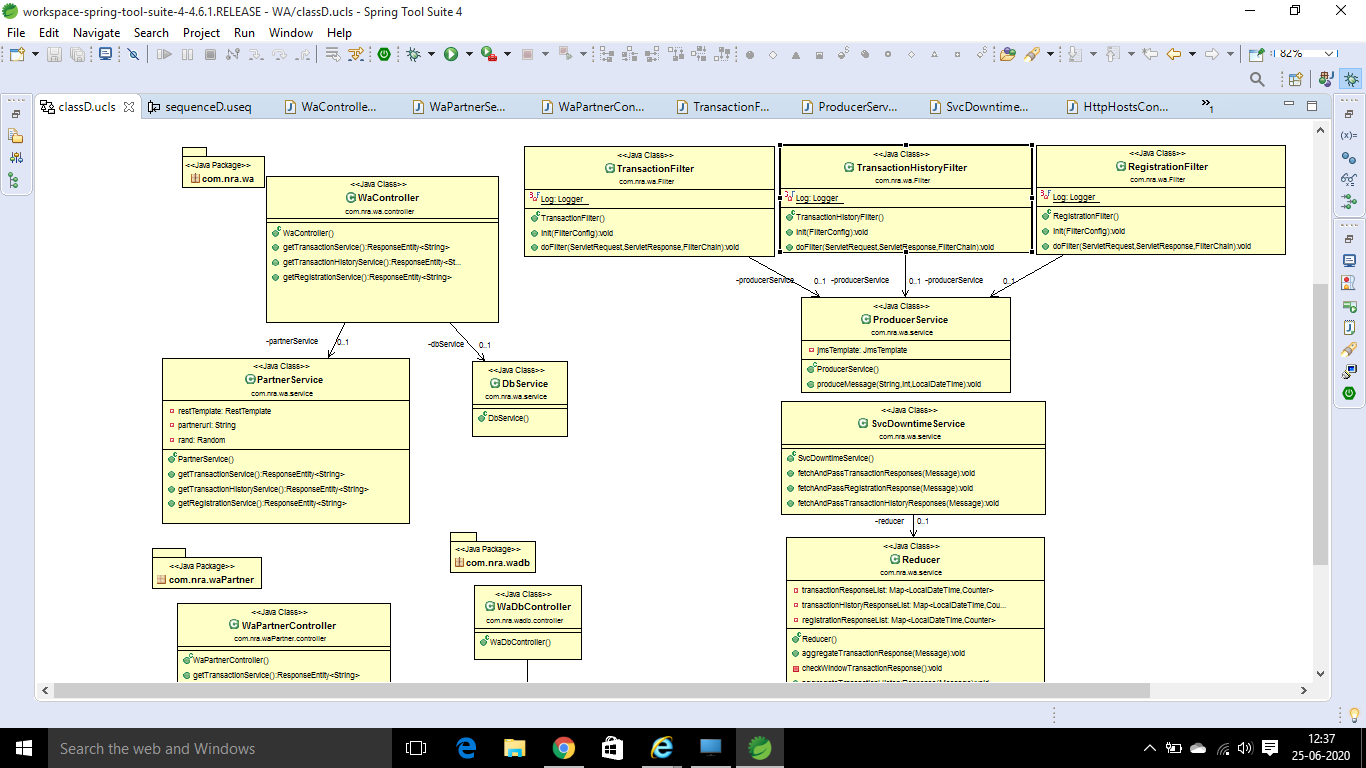 workspace-spring-tool-suite-4-4.6.1.RELEASE - WA/classD.ucls - Spring Tool Suite 4
File Edit Navigate Search Project Run Window Help
82%
classD.ucls sequenceD.useq WaControlle... WaPartnerSe... WaPartnerCon... TransactionF... ProducerServ... SvcDowntime... HttpHostsCon... »1
<<Java Package>>
com.nra.wa
<<Java Class>>
WaController
com.nra.wa.controller
WaController()
getTransactionService():ResponseEntity<String>
getTransactionHistoryService():ResponseEntity<St...
getRegistrationService():ResponseEntity<String>
<<Java Class>>
TransactionFilter
com.nra.wa.Filter
Log: Logger
TransactionFilter()
init(FilterConfig):void
doFilter(ServletRequest,ServletResponse,FilterChain):void
<<Java Class>>
TransactionHistoryFilter
com.nra.wa.Filter
Log: Logger
TransactionHistoryFilter()
init(FilterConfig):void
doFilter(ServletRequest,ServletResponse,FilterChain):void
<<Java Class>>
RegistrationFilter
com.nra.wa.Filter
Log: Logger
RegistrationFilter()
init(FilterConfig):void
doFilter(ServletRequest,ServletResponse,FilterChain):void
-producerService 0..1 -producerService 0..1 -producerService 0..1
-partnerService 0..1
-dbService 0..1
<<Java Class>>
PartnerService
com.nra.wa.service
restTemplate: RestTemplate
partnerurl: String
rand: Random
PartnerService()
getTransactionService():ResponseEntity<String>
getTransactionHistoryService():ResponseEntity<String>
getRegistrationService():ResponseEntity<String>
<<Java Class>>
DbService
com.nra.wa.service
DbService()
<<Java Class>>
ProducerService
com.nra.wa.service
jmsTemplate: JmsTemplate
ProducerService()
produceMessage(String,int,LocalDateTime):void
<<Java Class>>
SvcDowntimeService
com.nra.wa.service
SvcDowntimeService()
fetchAndPassTransactionResponses(Message):void
fetchAndPassRegistrationResponse(Message):void
fetchAndPassTransactionHistoryResponses(Message):void
-reducer 0..1
<<Java Class>>
Reducer
com.nra.wa.service
transactionResponseList: Map<LocalDateTime,Counter>
transactionHistoryResponseList: Map<LocalDateTime,Cou...
registrationResponseList: Map<LocalDateTime,Counter>
Reducer()
aggregateTransactionResponse(Message):void
checkWindowTransactionResponse():void
<<Java Package>>
com.nra.waPartner
<<Java Class>>
WaPartnerController
com.nra.waPartner.controller
WaPartnerController()
getTransactionService():ResponseEntity<String>
<<Java Package>>
com.nra.wadb
<<Java Class>>
WaDbController
com.nra.wadb.controller
WaDbController()
Search the web and Windows
12:37
25-06-2020